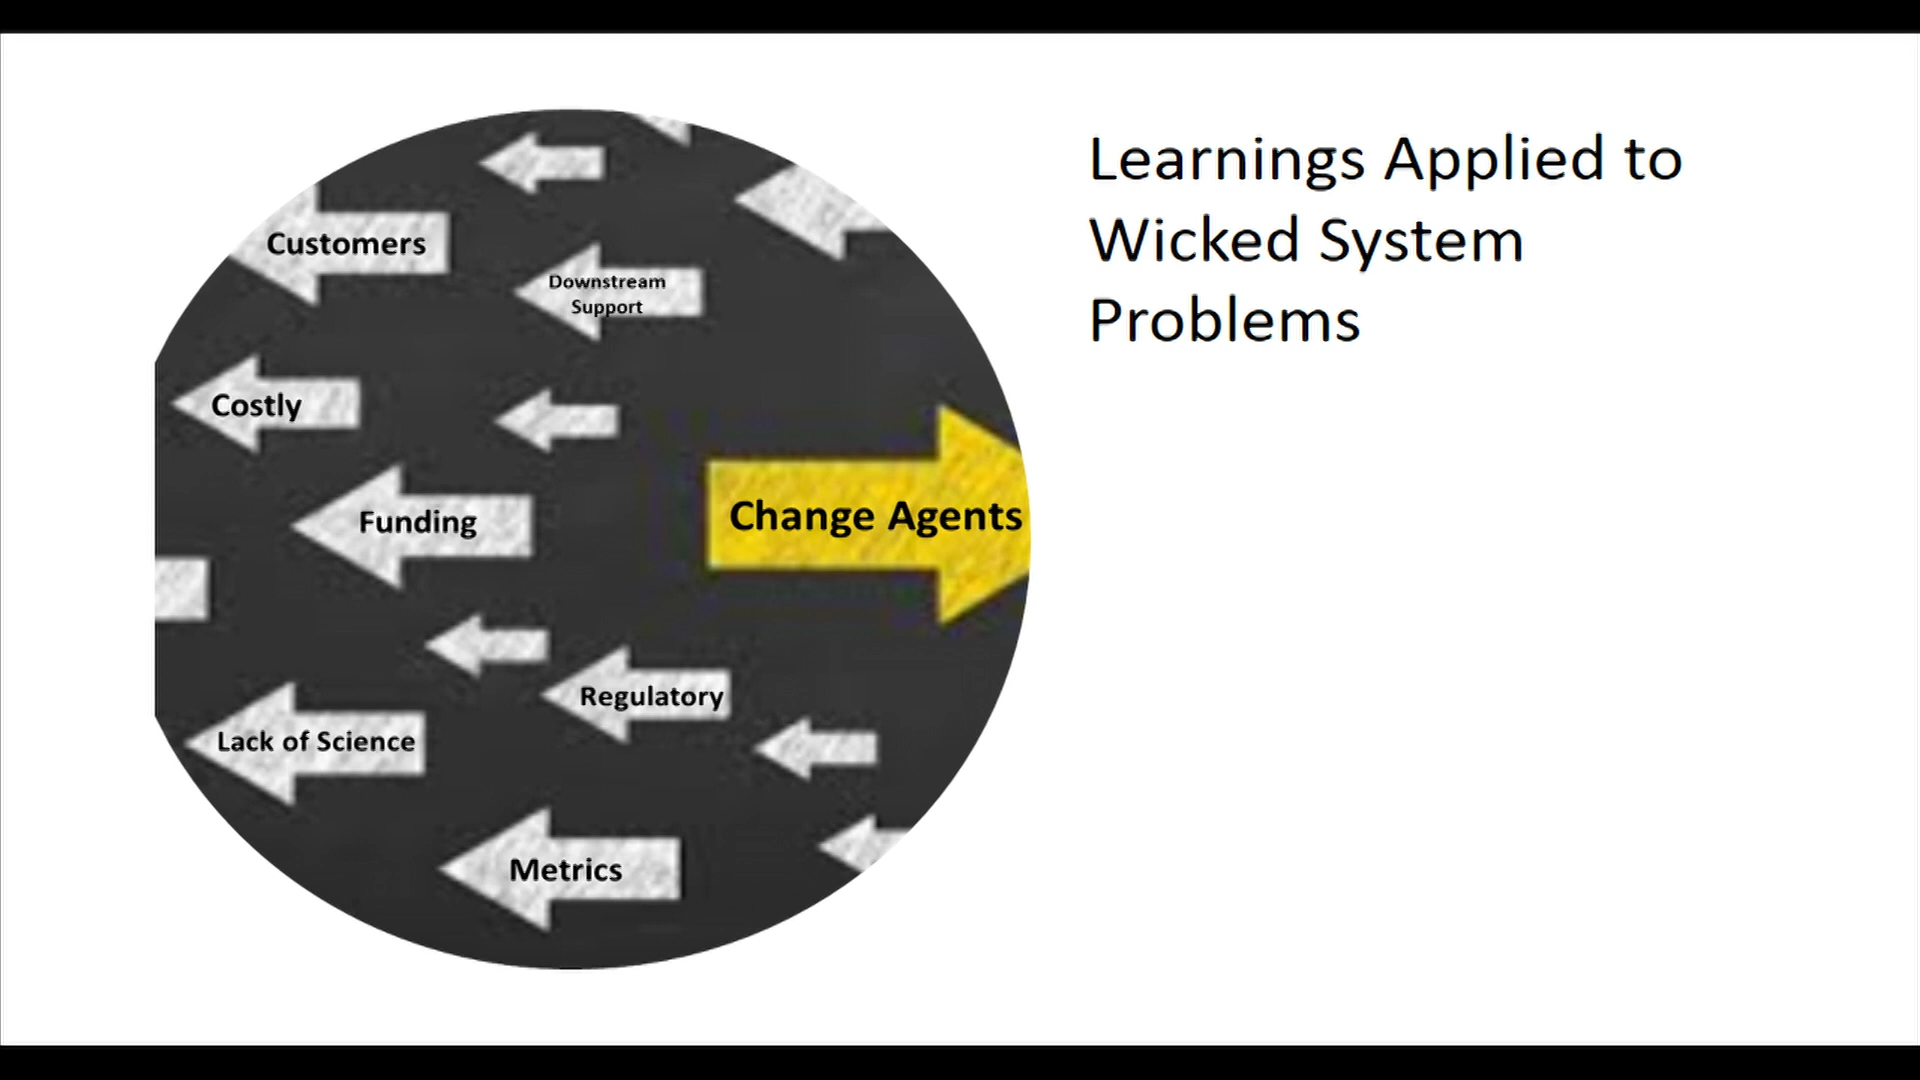 Learnings Applied to
Wicked System
Problems
Customers
Downstream
Support
Costly
Funding
Change Agents
Regulatory
Lack of Science
Metrics